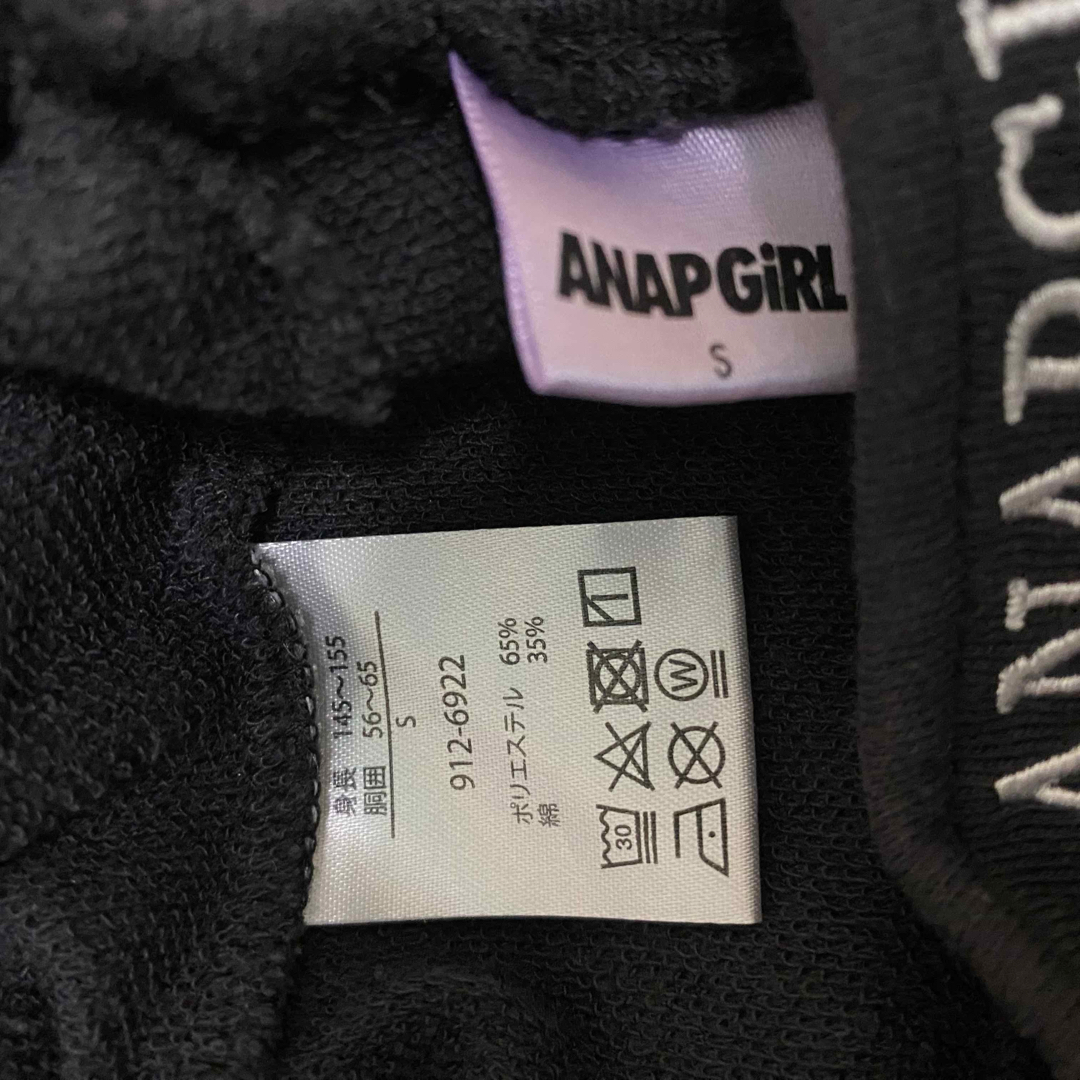 ANAP GiRL
S
身長 145〜155
胴囲 56〜65
S
912-6922
ポリエステル 65%
綿 35%
30
W
ANAP GI